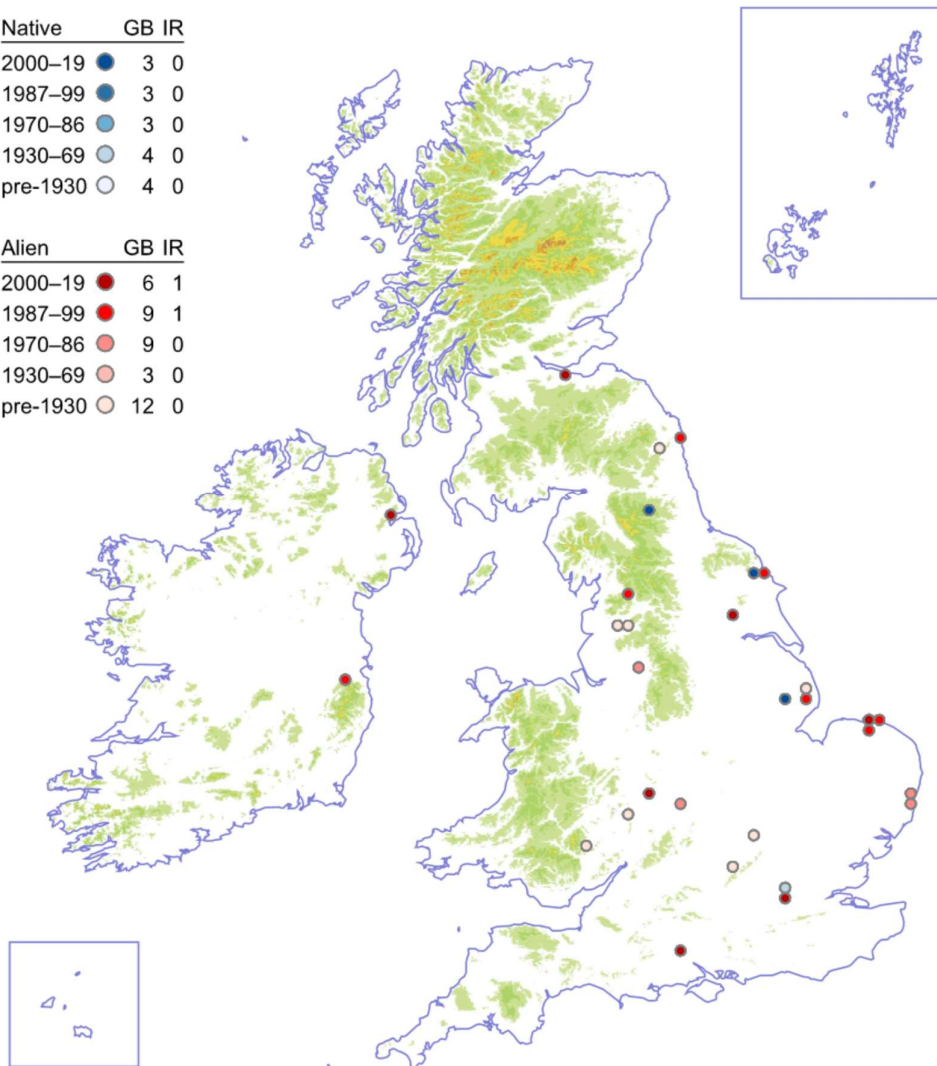 Native GB IR
2000–19 3 0
1987–99 3 0
1970–86 3 0
1930–69 4 0
pre-1930 4 0
Alien GB IR
2000–19 6 1
1987–99 9 1
1970–86 9 0
1930–69 3 0
pre-1930 12 0